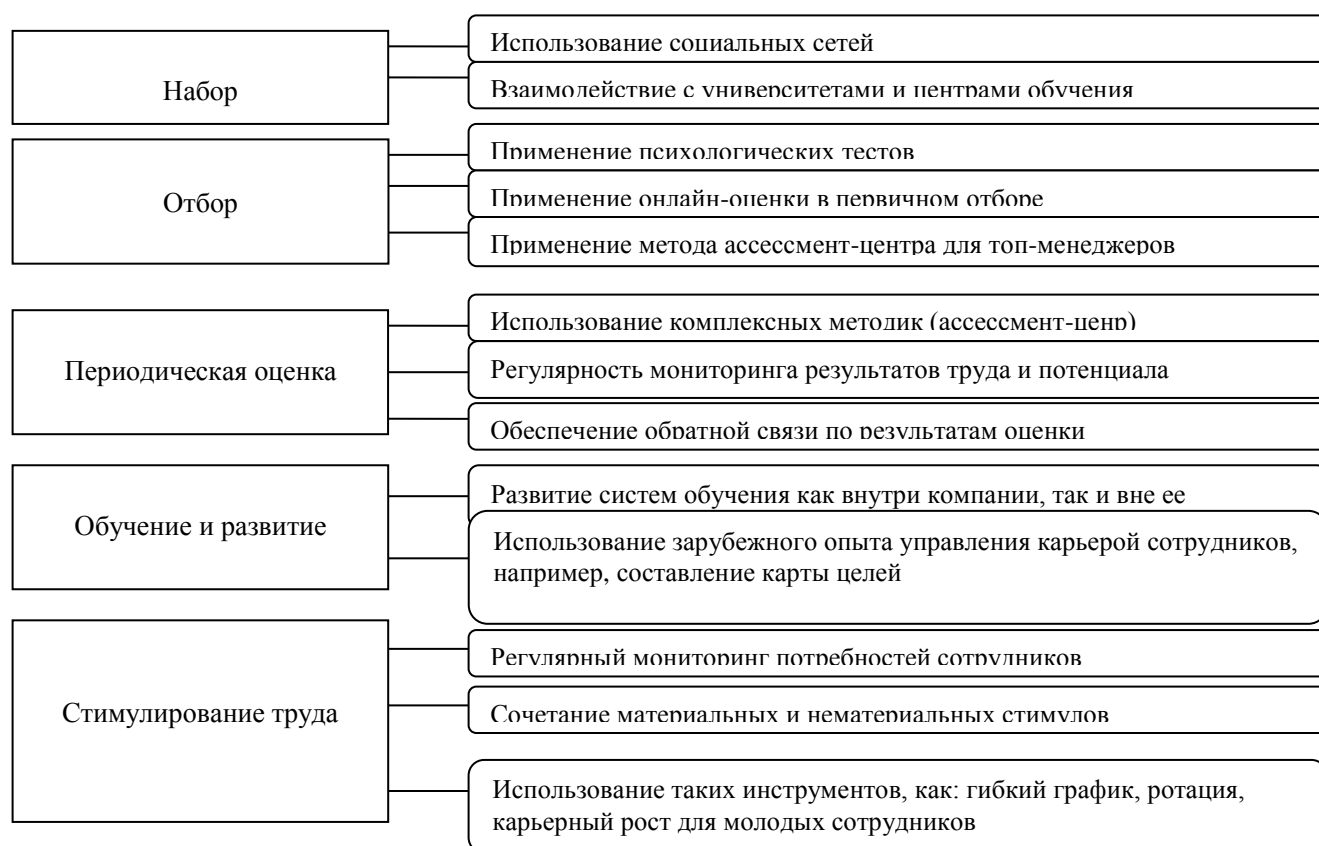 Набор
Использование социальных сетей
Взаимодействие с университетами и центрами обучения
Отбор
Применение психологических тестов
Применение онлайн-оценки в первичном отборе
Применение метода ассессмент-центра для топ-менеджеров
Периодическая оценка
Использование комплексных методик (ассессмент-ценр)
Регулярность мониторинга результатов труда и потенциала
Обеспечение обратной связи по результатам оценки
Обучение и развитие
Развитие систем обучения как внутри компании, так и вне ее
Использование зарубежного опыта управления карьерой сотрудников,
например, составление карты целей
Стимулирование труда
Регулярный мониторинг потребностей сотрудников
Сочетание материальных и нематериальных стимулов
Использование таких инструментов, как: гибкий график, ротация,
карьерный рост для молодых сотрудников